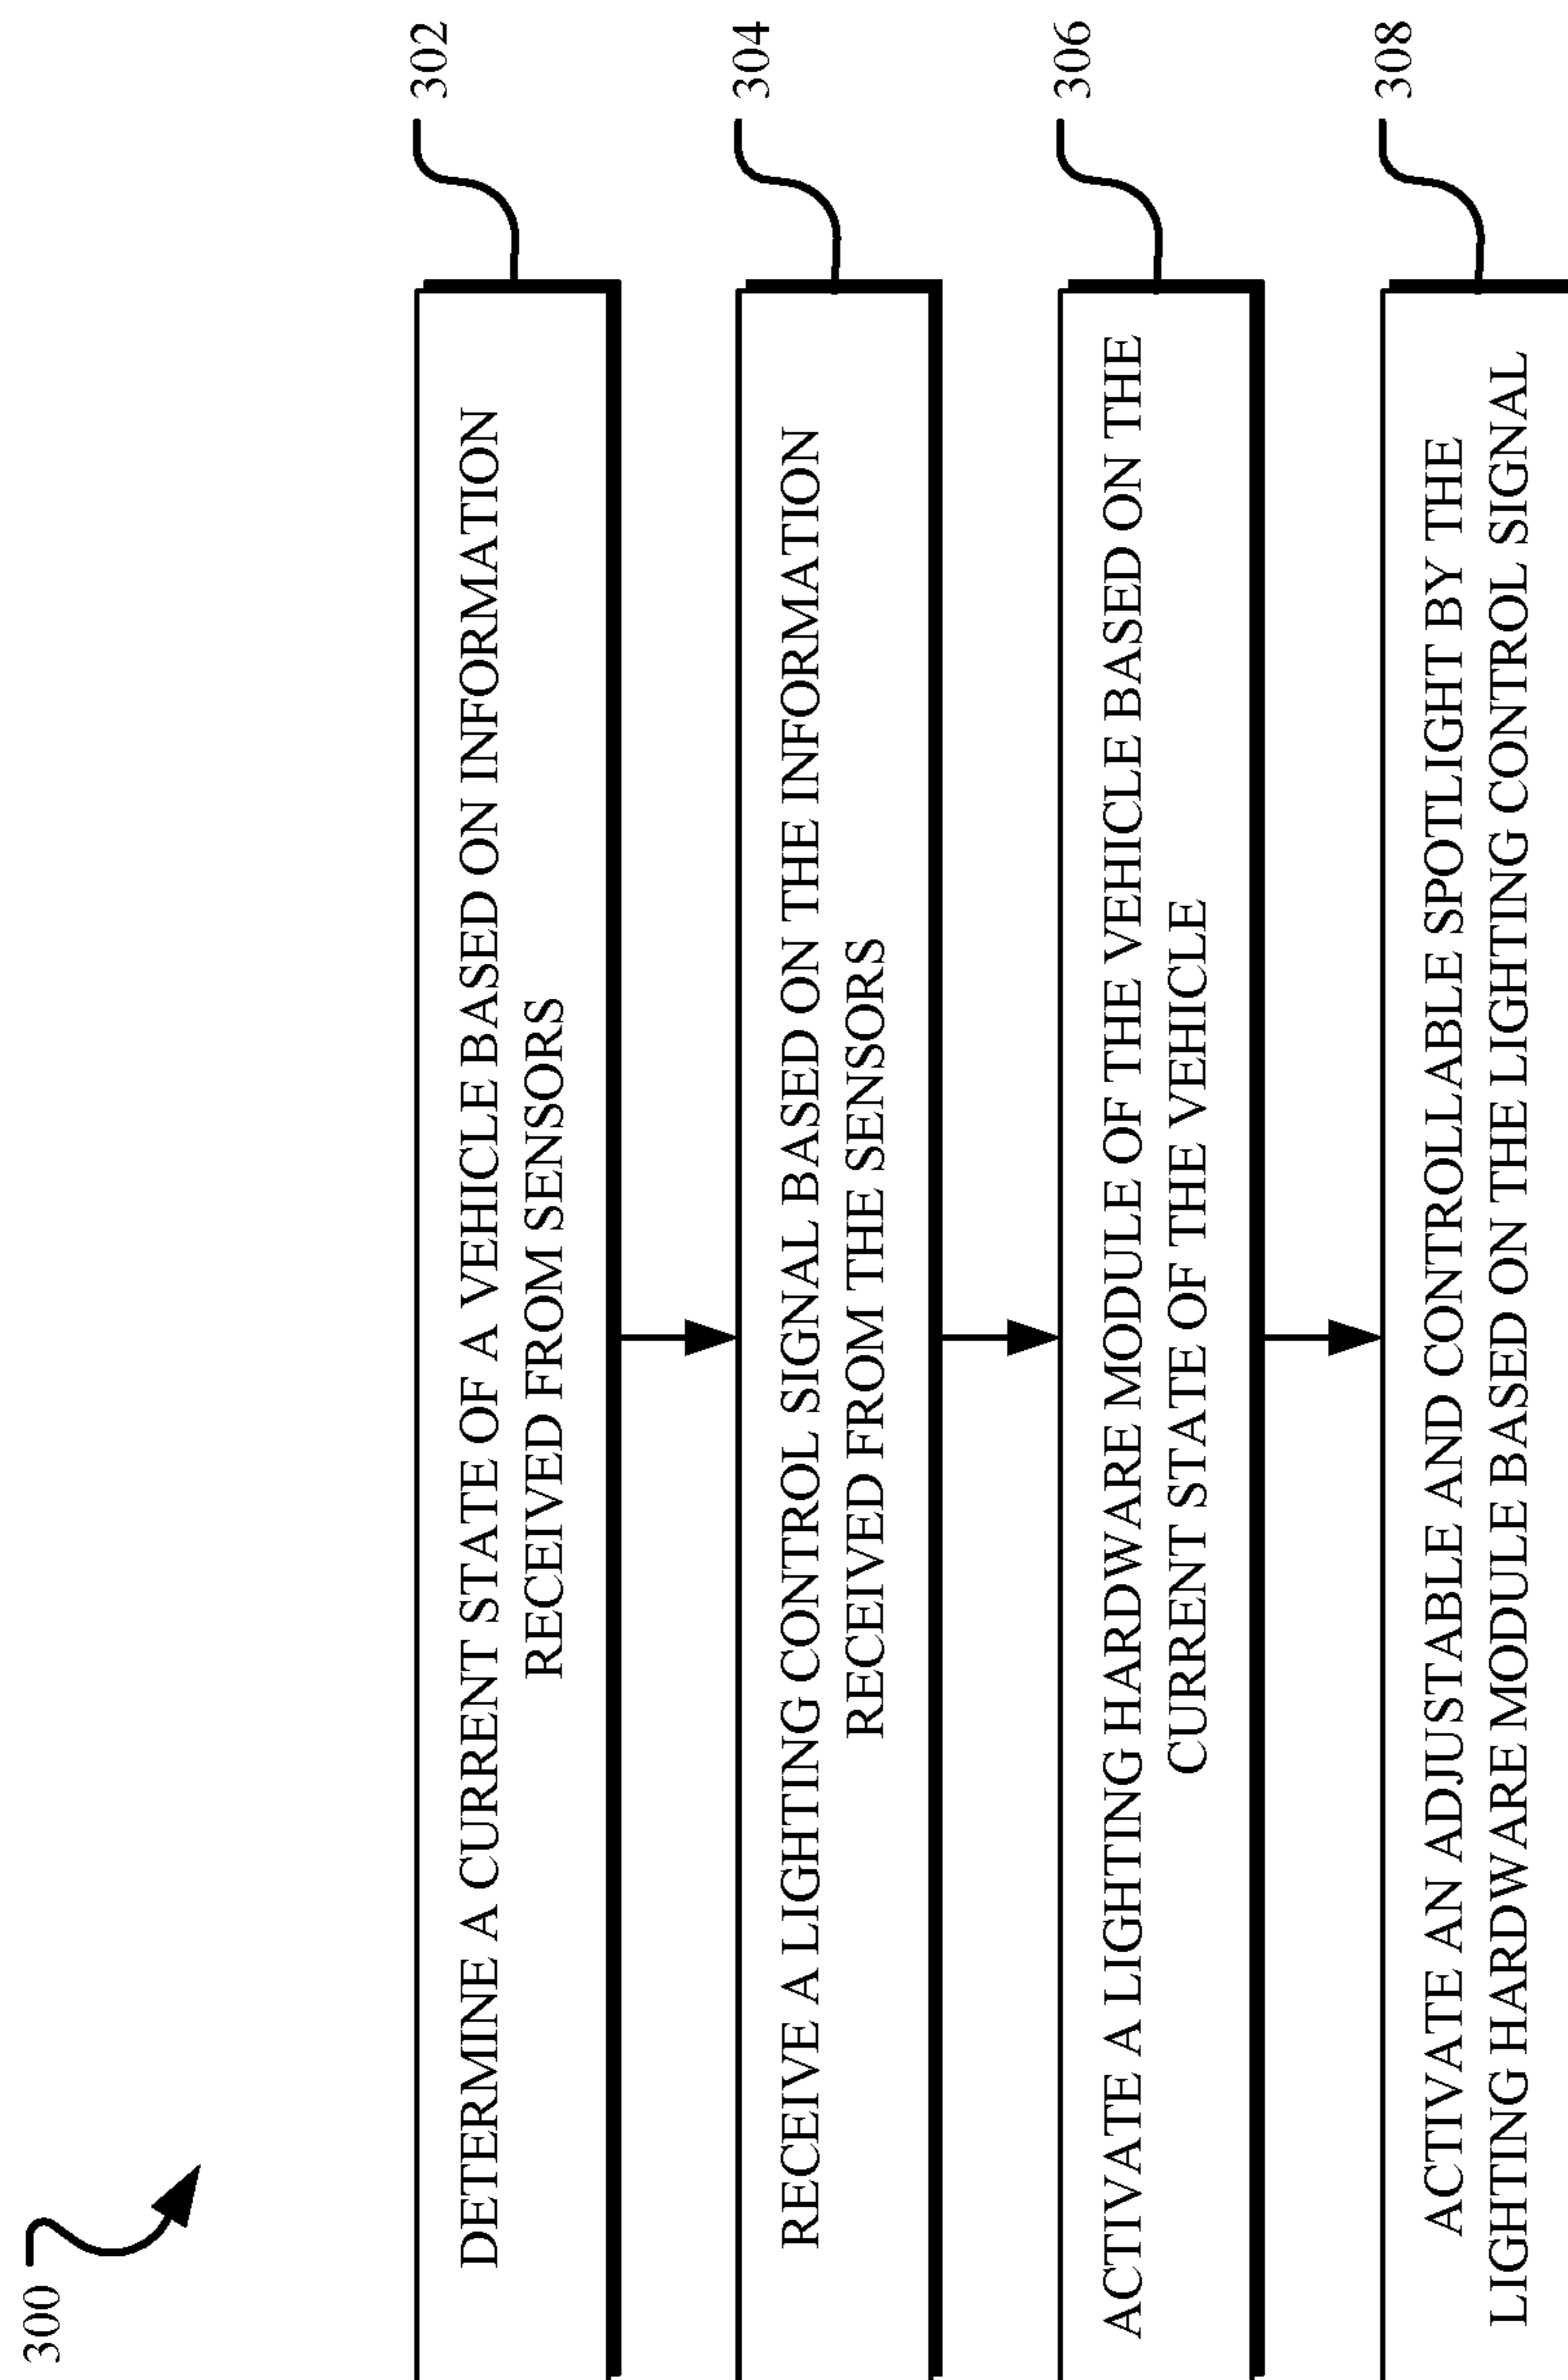 300
DETERMINE A CURRENT STATE OF A VEHICLE BASED ON INFORMATION
RECEIVED FROM SENSORS
302
RECEIVE A LIGHTING CONTROL SIGNAL BASED ON THE INFORMATION
RECEIVED FROM THE SENSORS
304
ACTIVATE A LIGHTING HARDWARE MODULE OF THE VEHICLE BASED ON THE
CURRENT STATE OF THE VEHICLE
306
ACTIVATE AN ADJUSTABLE AND CONTROLLABLE SPOTLIGHT BY THE
LIGHTING HARDWARE MODULE BASED ON THE LIGHTING CONTROL SIGNAL
308